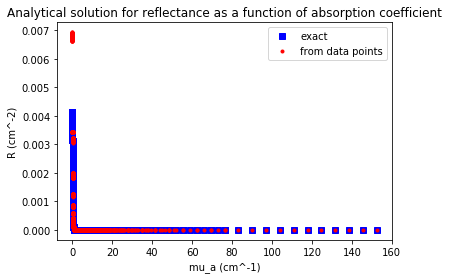 Analytical solution for reflectance as a function of absorption coefficient
exact
from data points
R (cm^-2)
0.007
0.006
0.005
0.004
0.003
0.002
0.001
0.000
0 20 40 60 80 100 120 140 160
mu_a (cm^-1)